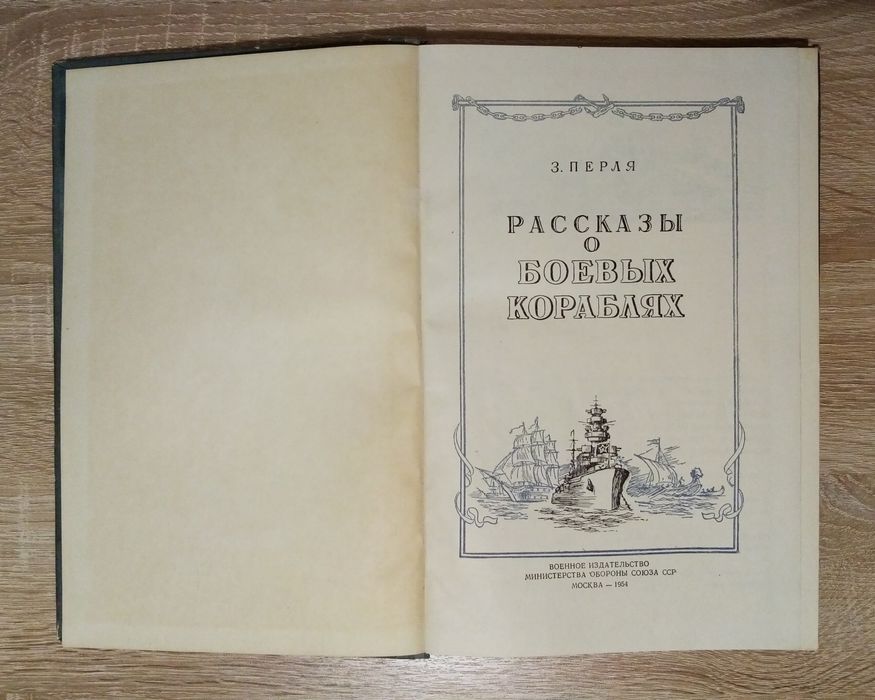 З. ПЕРЛЯ
РАССКАЗЫ
О
БОЕВЫХ
КОРАБЛЯХ
ВОЕННОЕ ИЗДАТЕЛЬСТВО
МИНИСТЕРСТВА ОБОРОНЫ СОЮЗА ССР
МОСКВА — 1954